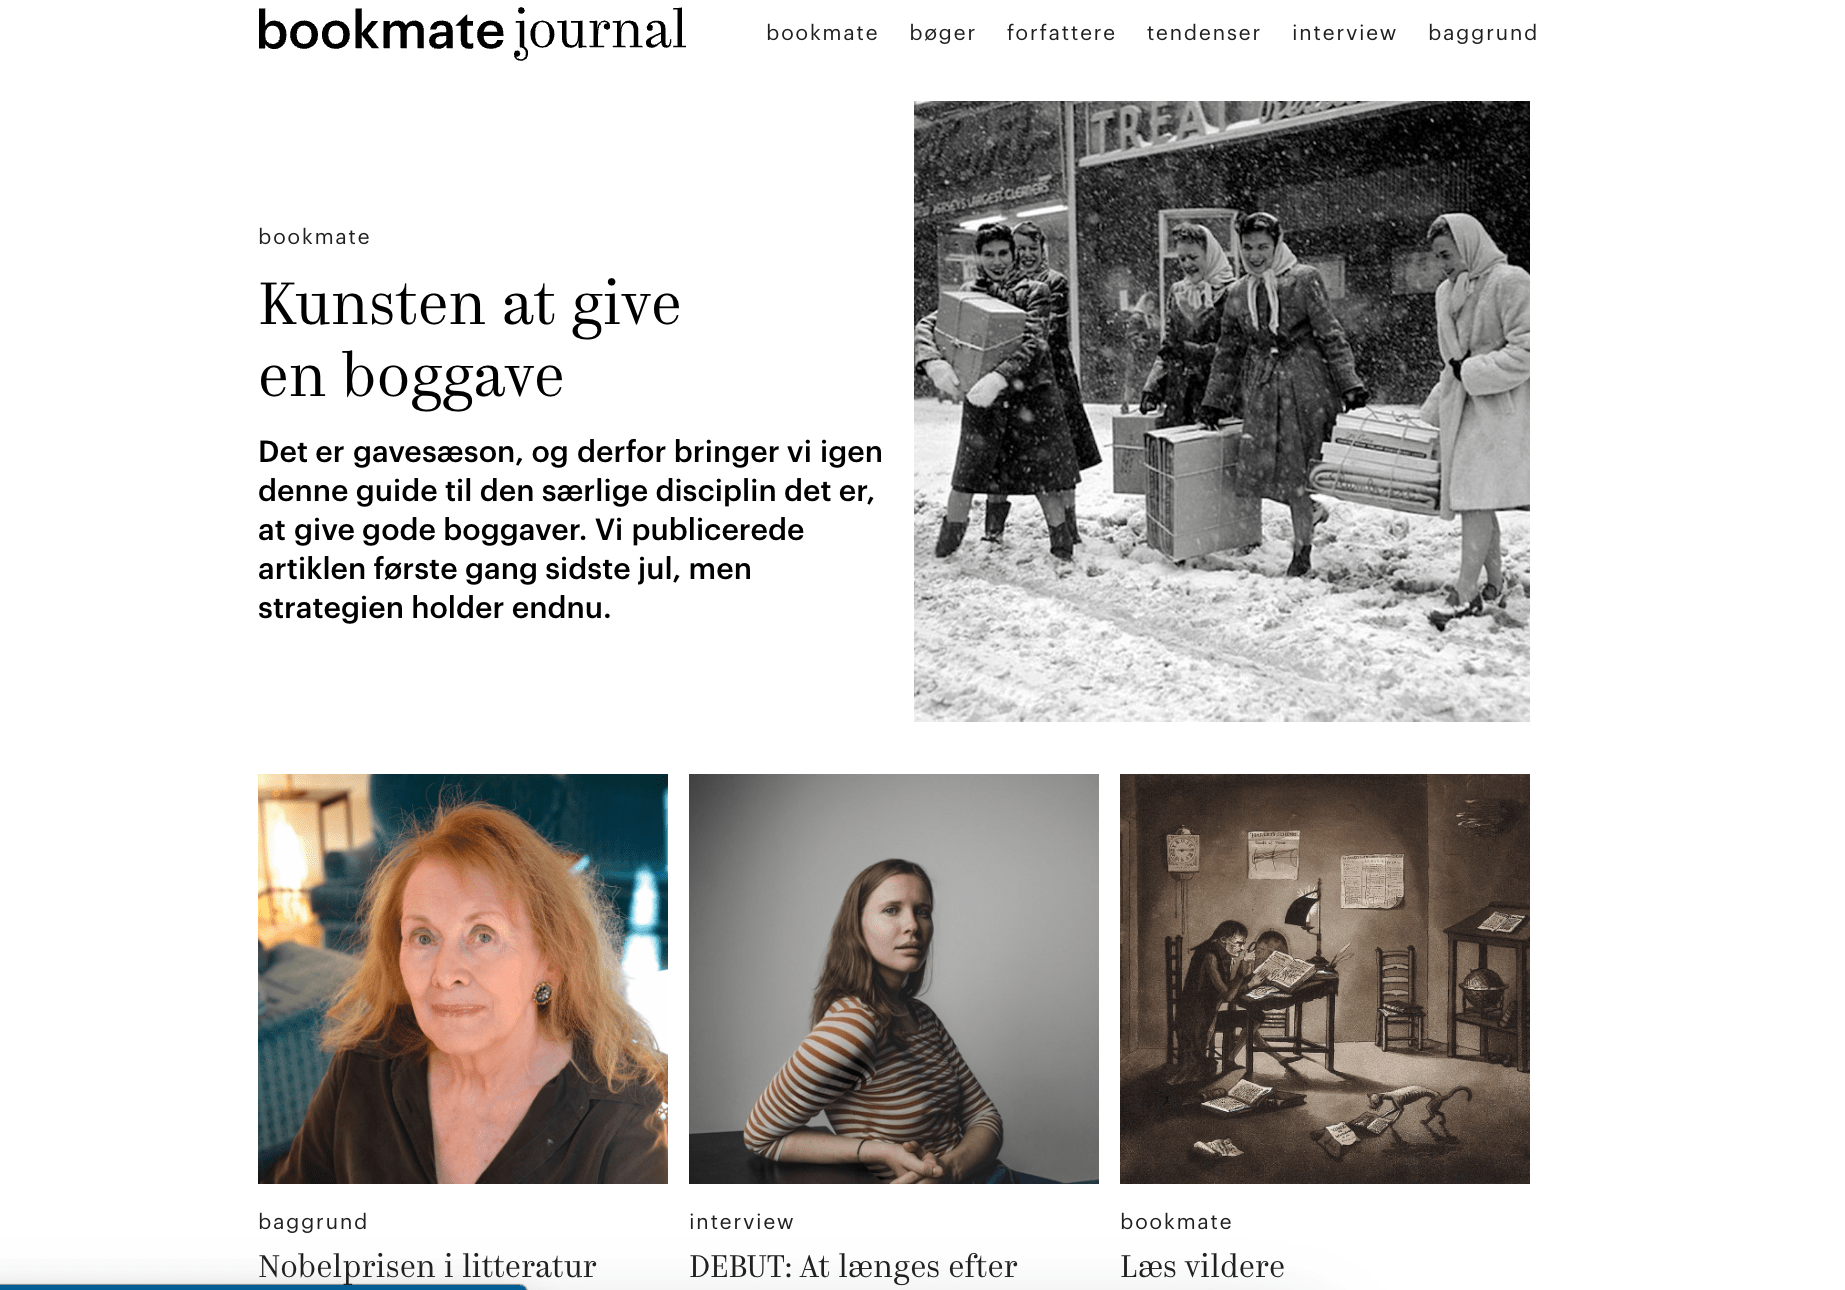 bookmate journal
bookmate bøger forfattere tendenser interview baggrund
TREAT
JERSEY'S LARGEST CLEANERS
bookmate
Kunsten at give
en boggave
Det er gavesæson, og derfor bringer vi igen
denne guide til den særlige disciplin det er,
at give gode boggaver. Vi publicerede
artiklen første gang sidste jul, men
strategien holder endnu.
baggrund
Nobelprisen i litteratur
interview
DEBUT: At længes efter
bookmate
Læs vildere